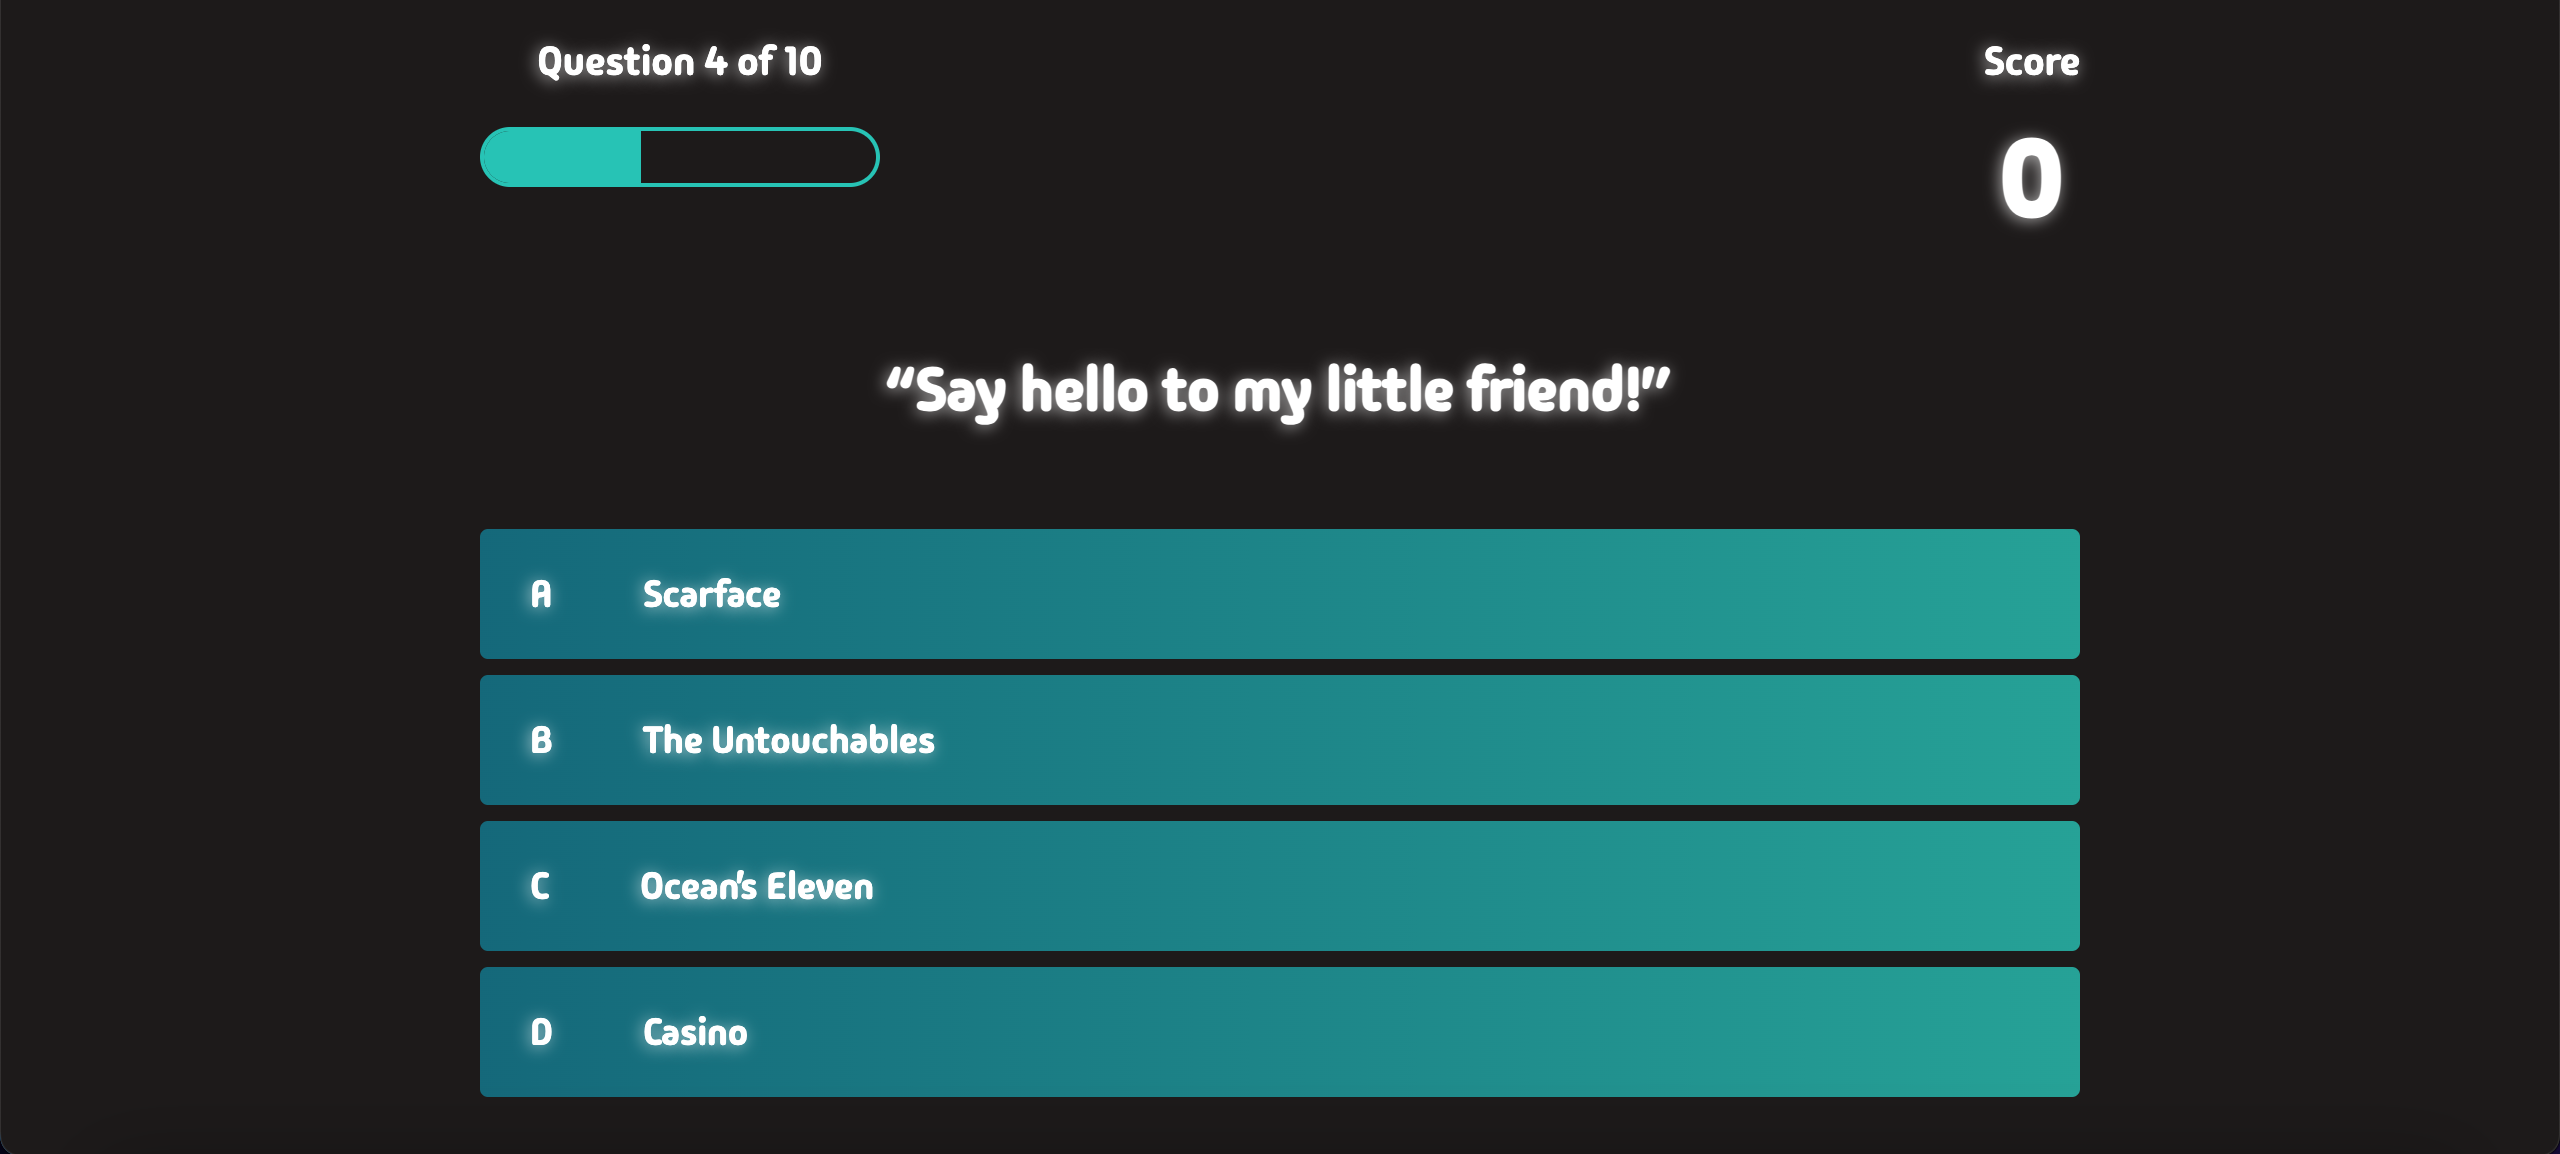 Question 4 of 10
Score
0
“Say hello to my little friend!”
A Scarface
B The Untouchables
C Ocean's Eleven
D Casino